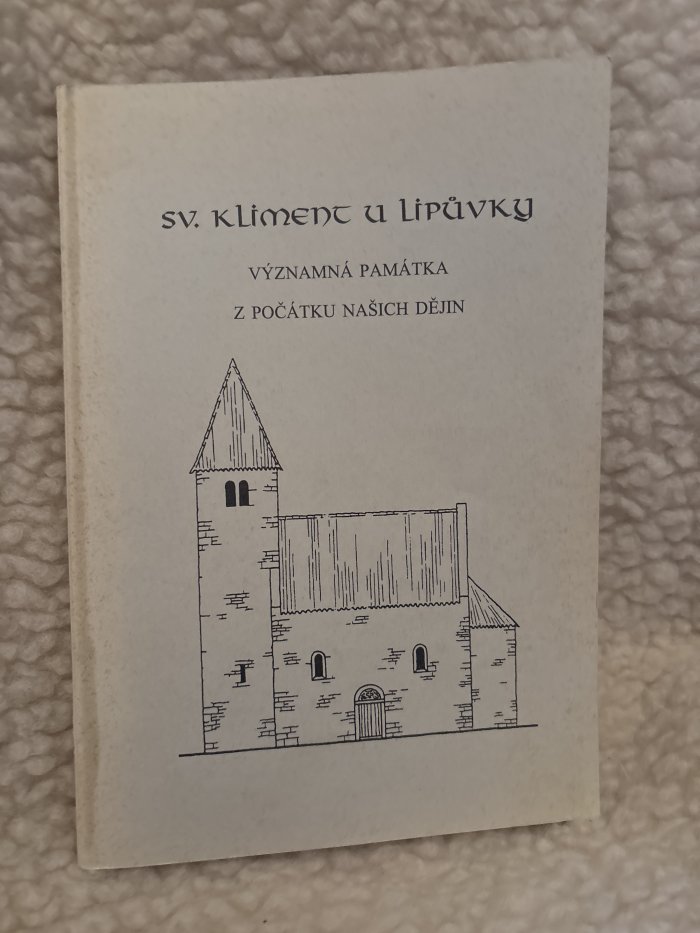 Sv. Kliment u Lipůvky
VÝZNAMNÁ PAMÁTKA
Z POČÁTKU NAŠICH DĚJIN